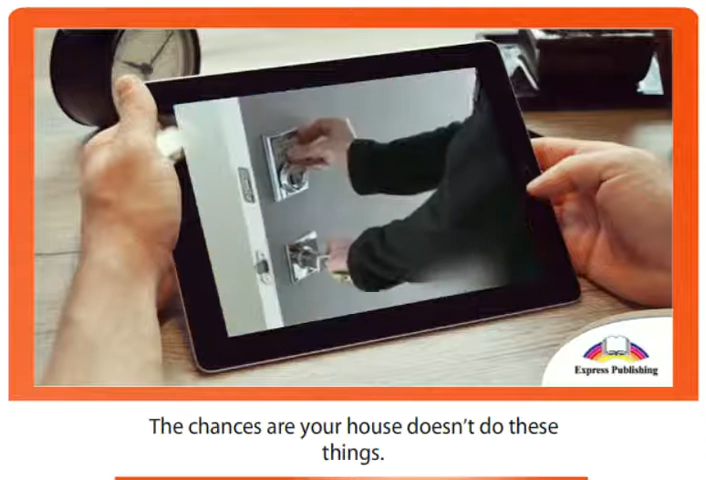 Express Publishing
The chances are your house doesn't do these
things.